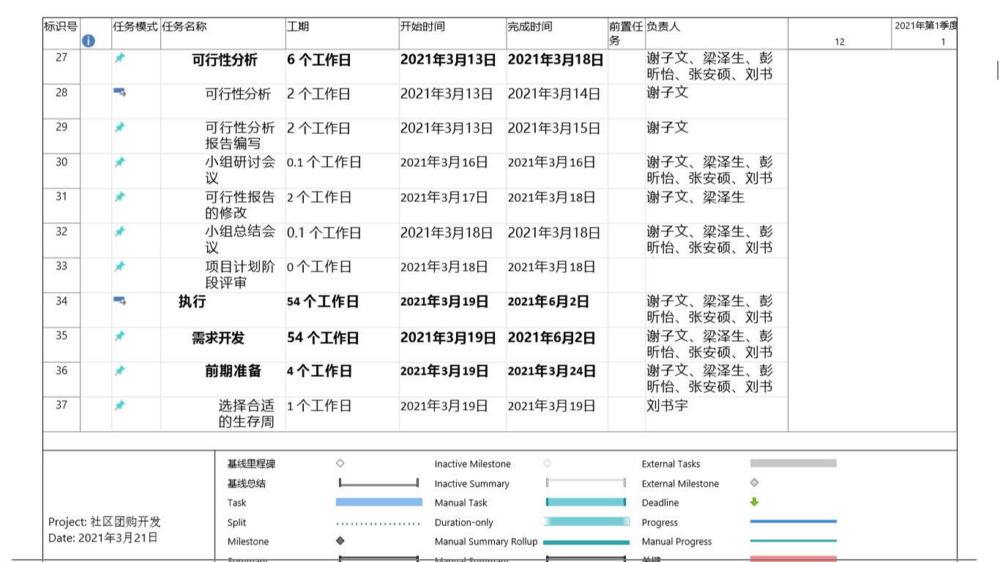 标识号 任务模式 任务名称 工期 开始时间 完成时间 前置任务 负责人 2021年第1季度
12 1
27 可行性分析 6 个工作日 2021年3月13日 2021年3月18日 谢子文、梁泽生、彭
昕怡、张安硕、刘书
28 可行性分析 2 个工作日 2021年3月13日 2021年3月14日 谢子文
29 可行性分析 2 个工作日 2021年3月13日 2021年3月15日 谢子文
报告编写
30 小组研讨会 0.1 个工作日 2021年3月16日 2021年3月16日 谢子文、梁泽生、彭
议 昕怡、张安硕、刘书
31 可行性报告 2 个工作日 2021年3月17日 2021年3月18日 谢子文、梁泽生
的修改
32 小组总结会 0.1 个工作日 2021年3月18日 2021年3月18日 谢子文、梁泽生、彭
议 昕怡、张安硕、刘书
33 项目计划阶 0 个工作日 2021年3月18日 2021年3月18日
段评审
34 执行 54 个工作日 2021年3月19日 2021年6月2日 谢子文、梁泽生、彭
昕怡、张安硕、刘书
35 需求开发 54 个工作日 2021年3月19日 2021年6月2日 谢子文、梁泽生、彭
昕怡、张安硕、刘书
36 前期准备 4 个工作日 2021年3月19日 2021年3月24日 谢子文、梁泽生、彭
昕怡、张安硕、刘书
37 选择合适 1 个工作日 2021年3月19日 2021年3月19日 刘书宇
的生存周
Project: 社区团购开发
Date: 2021年3月21日
基线里程碑 Inactive Milestone External Tasks
基线总结 Inactive Summary External Milestone
Task Manual Task Deadline
Split Duration-only Progress
Milestone Manual Summary Rollup Manual Progress
Summary Manual Summary 关键